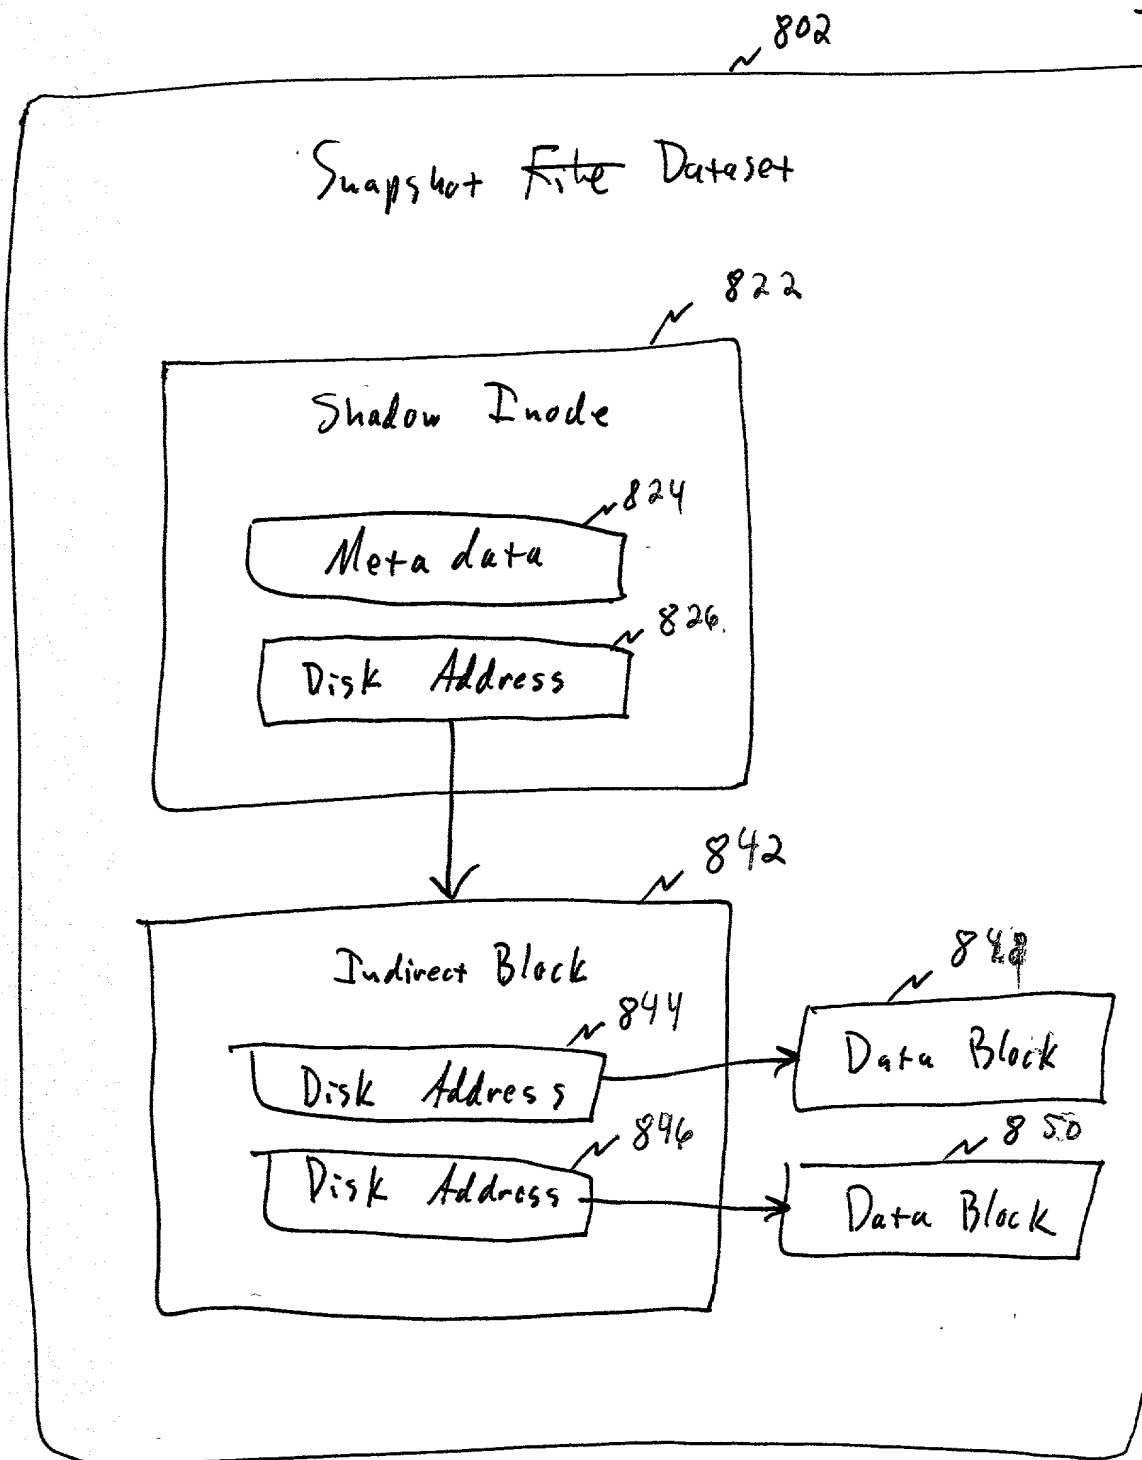 802
Snapshot File Dataset
822
Shadow Inode
824
Meta data
826
Disk Address
842
Indirect Block
844
Disk Address
Data Block
846
Disk Address
850
Data Block